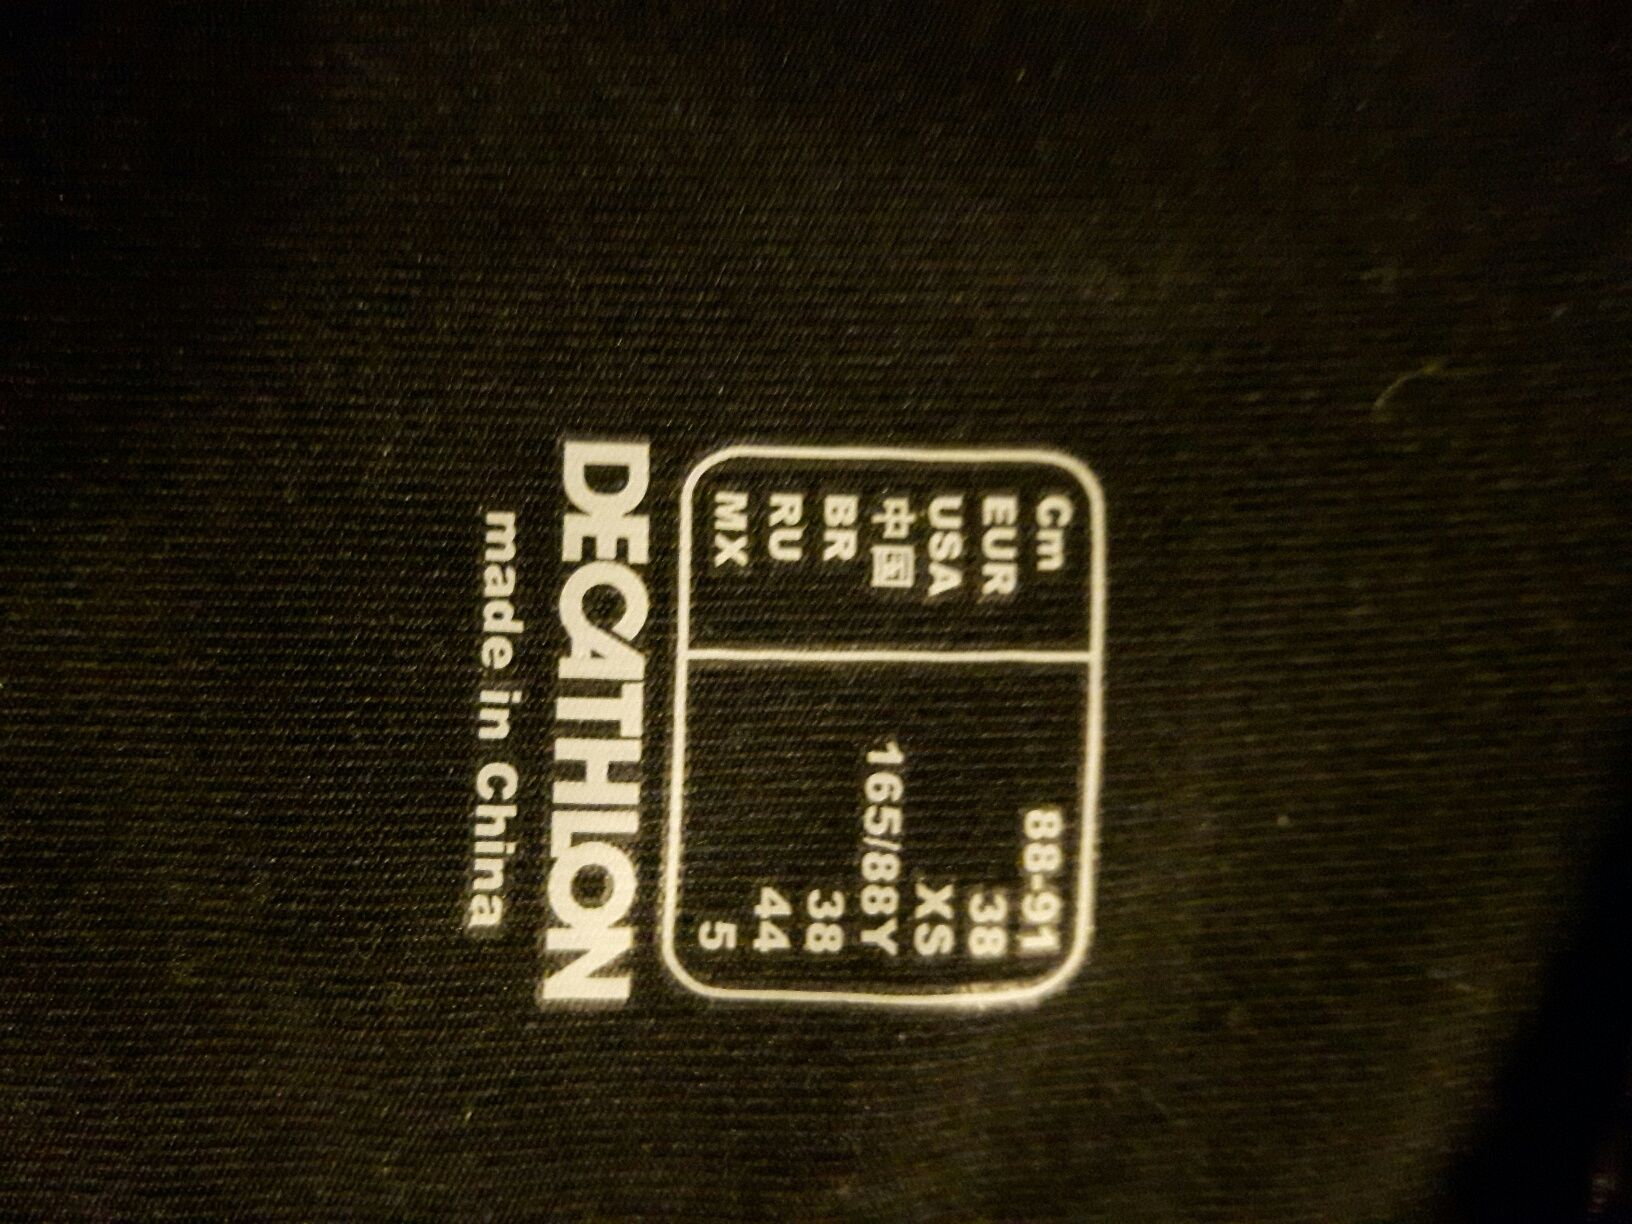 Cm 88-91
EUR 38
USA XS
中国 165/88Y
BR 38
RU 44
MX 5
DECATHLON
made in China